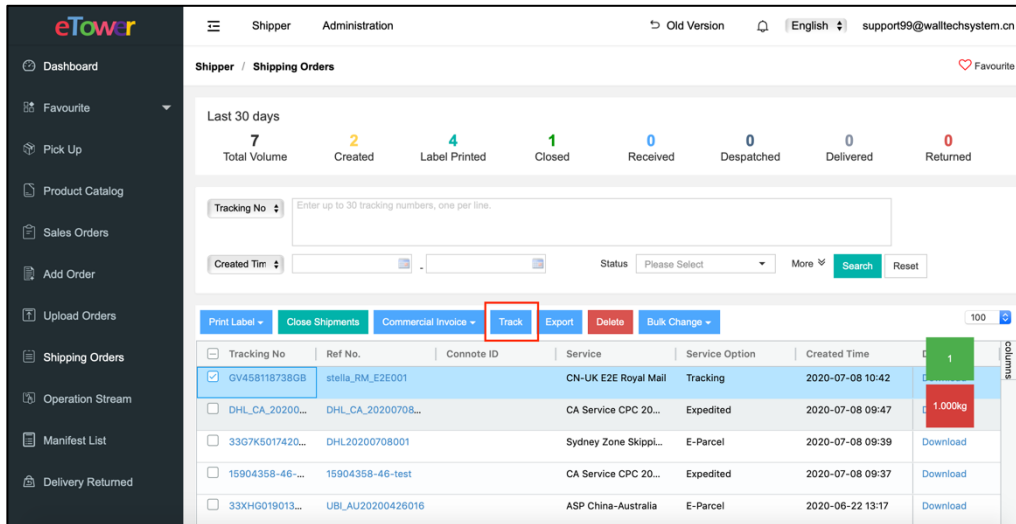 eTower
Shipper Administration Old Version English support99@walltechsystem.cn
Dashboard
Favourite
Pick Up
Product Catalog
Sales Orders
Add Order
Upload Orders
Shipping Orders
Operation Stream
Manifest List
Delivery Returned
Shipper / Shipping Orders Favourite
Last 30 days
7 2 4 1 0 0 0 0
Total Volume Created Label Printed Closed Received Despatched Delivered Returned
Tracking No Enter up to 30 tracking numbers, one per line.
Created Tim - Status Please Select More Search Reset
Print Label Close Shipments Commercial Invoice Track Export Delete Bulk Change 100
Tracking No Ref No. Connote ID Service Service Option Created Time 1 columns
GV458118738GB stella_RM_E2E001 CN-UK E2E Royal Mail Tracking 2020-07-08 10:42
DHL_CA_20200... DHL_CA_20200708... CA Service CPC 20... Expedited 2020-07-08 09:47 1.000kg
33G7K5017420... DHL20200708001 Sydney Zone Skippi... E-Parcel 2020-07-08 09:39 Download
15904358-46-... 15904358-46-test CA Service CPC 20... Expedited 2020-07-08 09:37 Download
33XHG019013... UBI_AU20200426016 ASP China-Australia E-Parcel 2020-06-22 13:17 Download